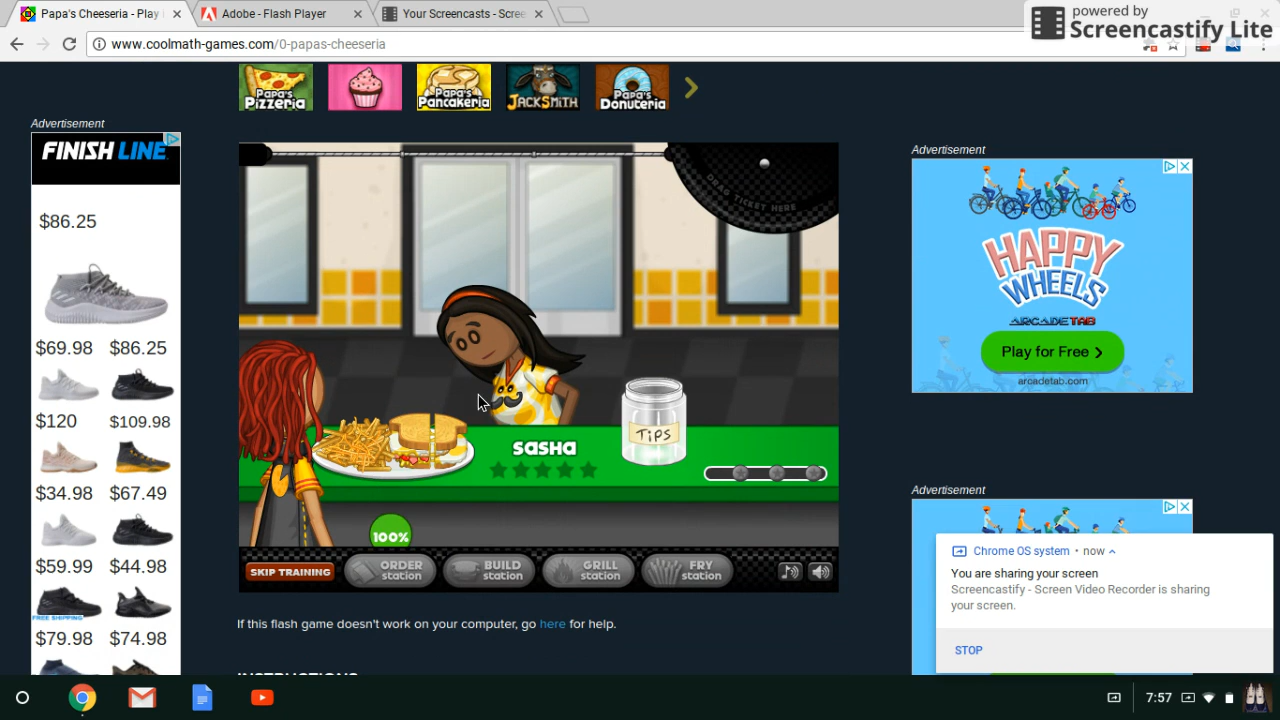 Papa's Cheeseria - Play
Adobe - Flash Player
Your Screencasts - Scree
powered by
Screencastify Lite
www.coolmath-games.com/0-papas-cheeseria
Papa's Pizzeria
Papa's Pancakeria
JACKSMITH
Papa's Donuteria
Advertisement
FINISH LINE
$86.25
$69.98 $86.25
$120 $109.98
$34.98 $67.49
$59.99 $44.98
FREE SHIPPING
$79.98 $74.98
DRAG TICKET HERE
TiPS
sasha
100%
SKIP TRAINING
ORDER station
BUILD station
GRILL station
FRY station
If this flash game doesn't work on your computer, go here for help.
INSTRUCTIONS
Advertisement
HAPPY
WHEELS
ARCADETAB
Play for Free
arcadetab.com
Advertisement
Chrome OS system • now
You are sharing your screen
Screencastify - Screen Video Recorder is sharing
your screen.
STOP
7:57